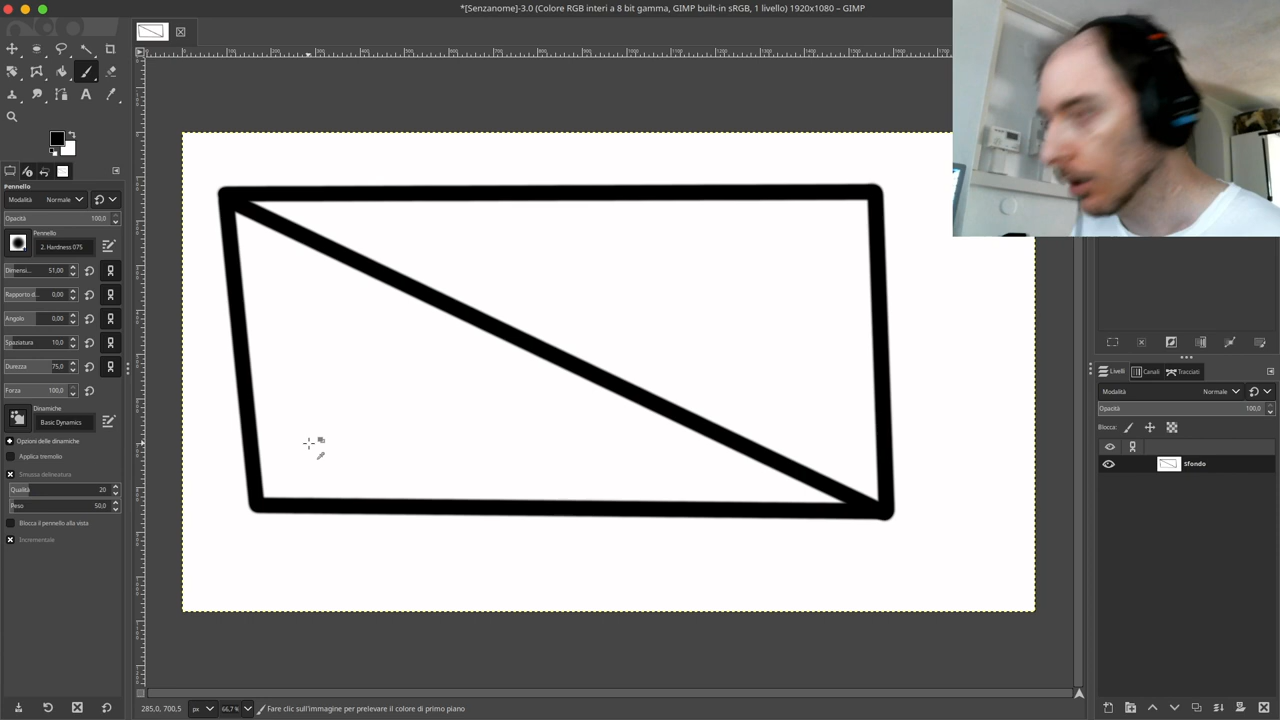 *[Senzanome]-3.0 (Colore RGB interi a 8 bit gamma, GIMP built-in sRGB, 1 livello) 1920x1080 – GIMP
Pennello
Modalità Normale
Opacità 100,0
Pennello
2. Hardness 075
Dimensi... 51,00
Rapporto d... 0,00
Angolo 0,00
Spaziatura 10,0
Durezza 75,0
Forza 100,0
Dinamiche
Basic Dynamics
Opzioni delle dinamiche
Applica tremolio
Smussa delineatura
Qualità 20
Peso 50,0
Blocca il pennello alla vista
Incrementale
Livelli Canali Tracciati
Modalità Normale
Opacità 100,0
Blocca:
Sfondo
285,0, 700,5 px 66,7 % Fare clic sull'immagine per prelevare il colore di primo piano